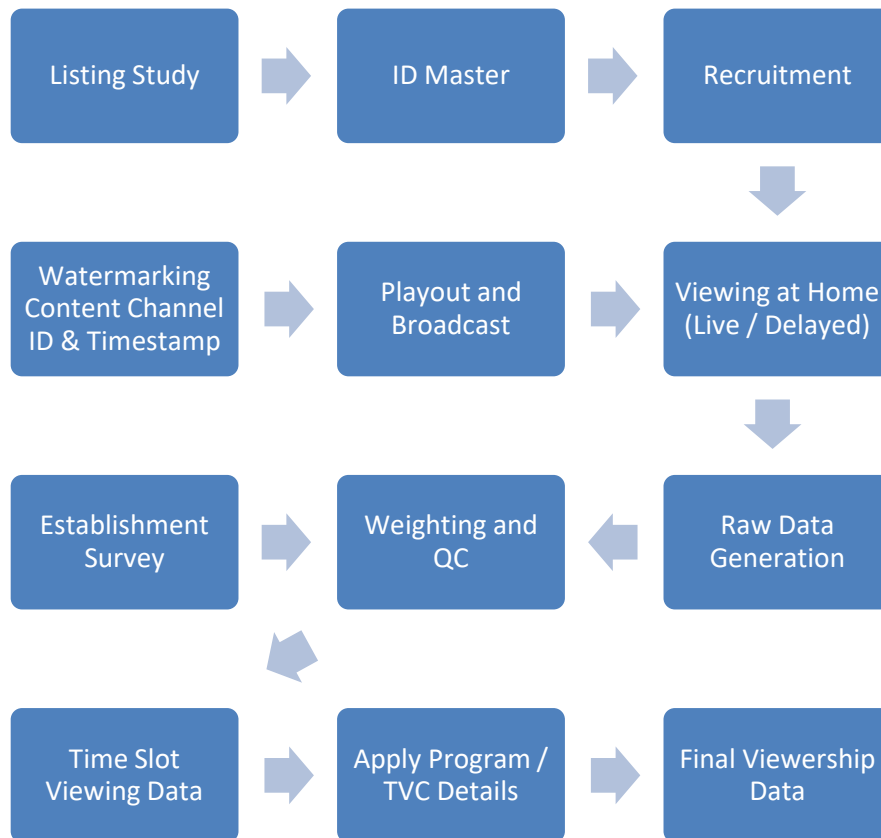 Listing Study
ID Master
Recruitment
Watermarking
Content Channel
ID & Timestamp
Playout and
Broadcast
Viewing at Home
(Live / Delayed)
Establishment
Survey
Weighting and
QC
Raw Data
Generation
Time Slot
Viewing Data
Apply Program /
TVC Details
Final Viewership
Data